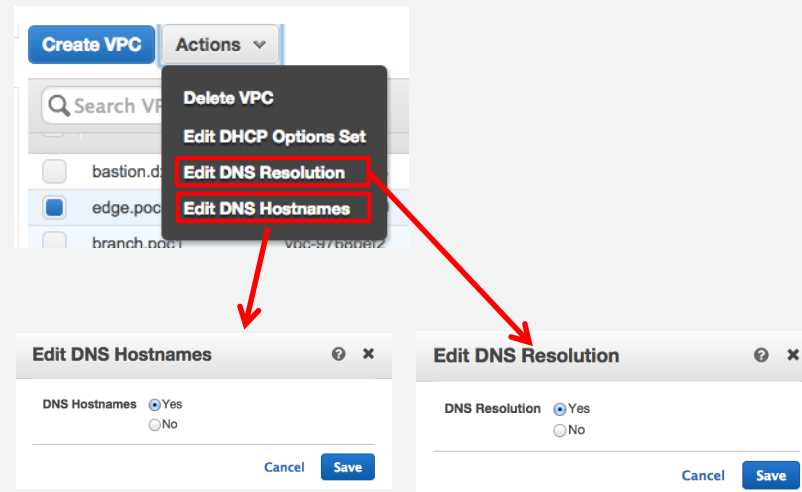 Create VPC Actions
Search VP
Delete VPC
Edit DHCP Options Set
bastion.d
Edit DNS Resolution
edge.poc
Edit DNS Hostnames
branch.poc1
Edit DNS Hostnames
DNS Hostnames Yes
No
Cancel Save
Edit DNS Resolution
DNS Resolution Yes
No
Cancel Save